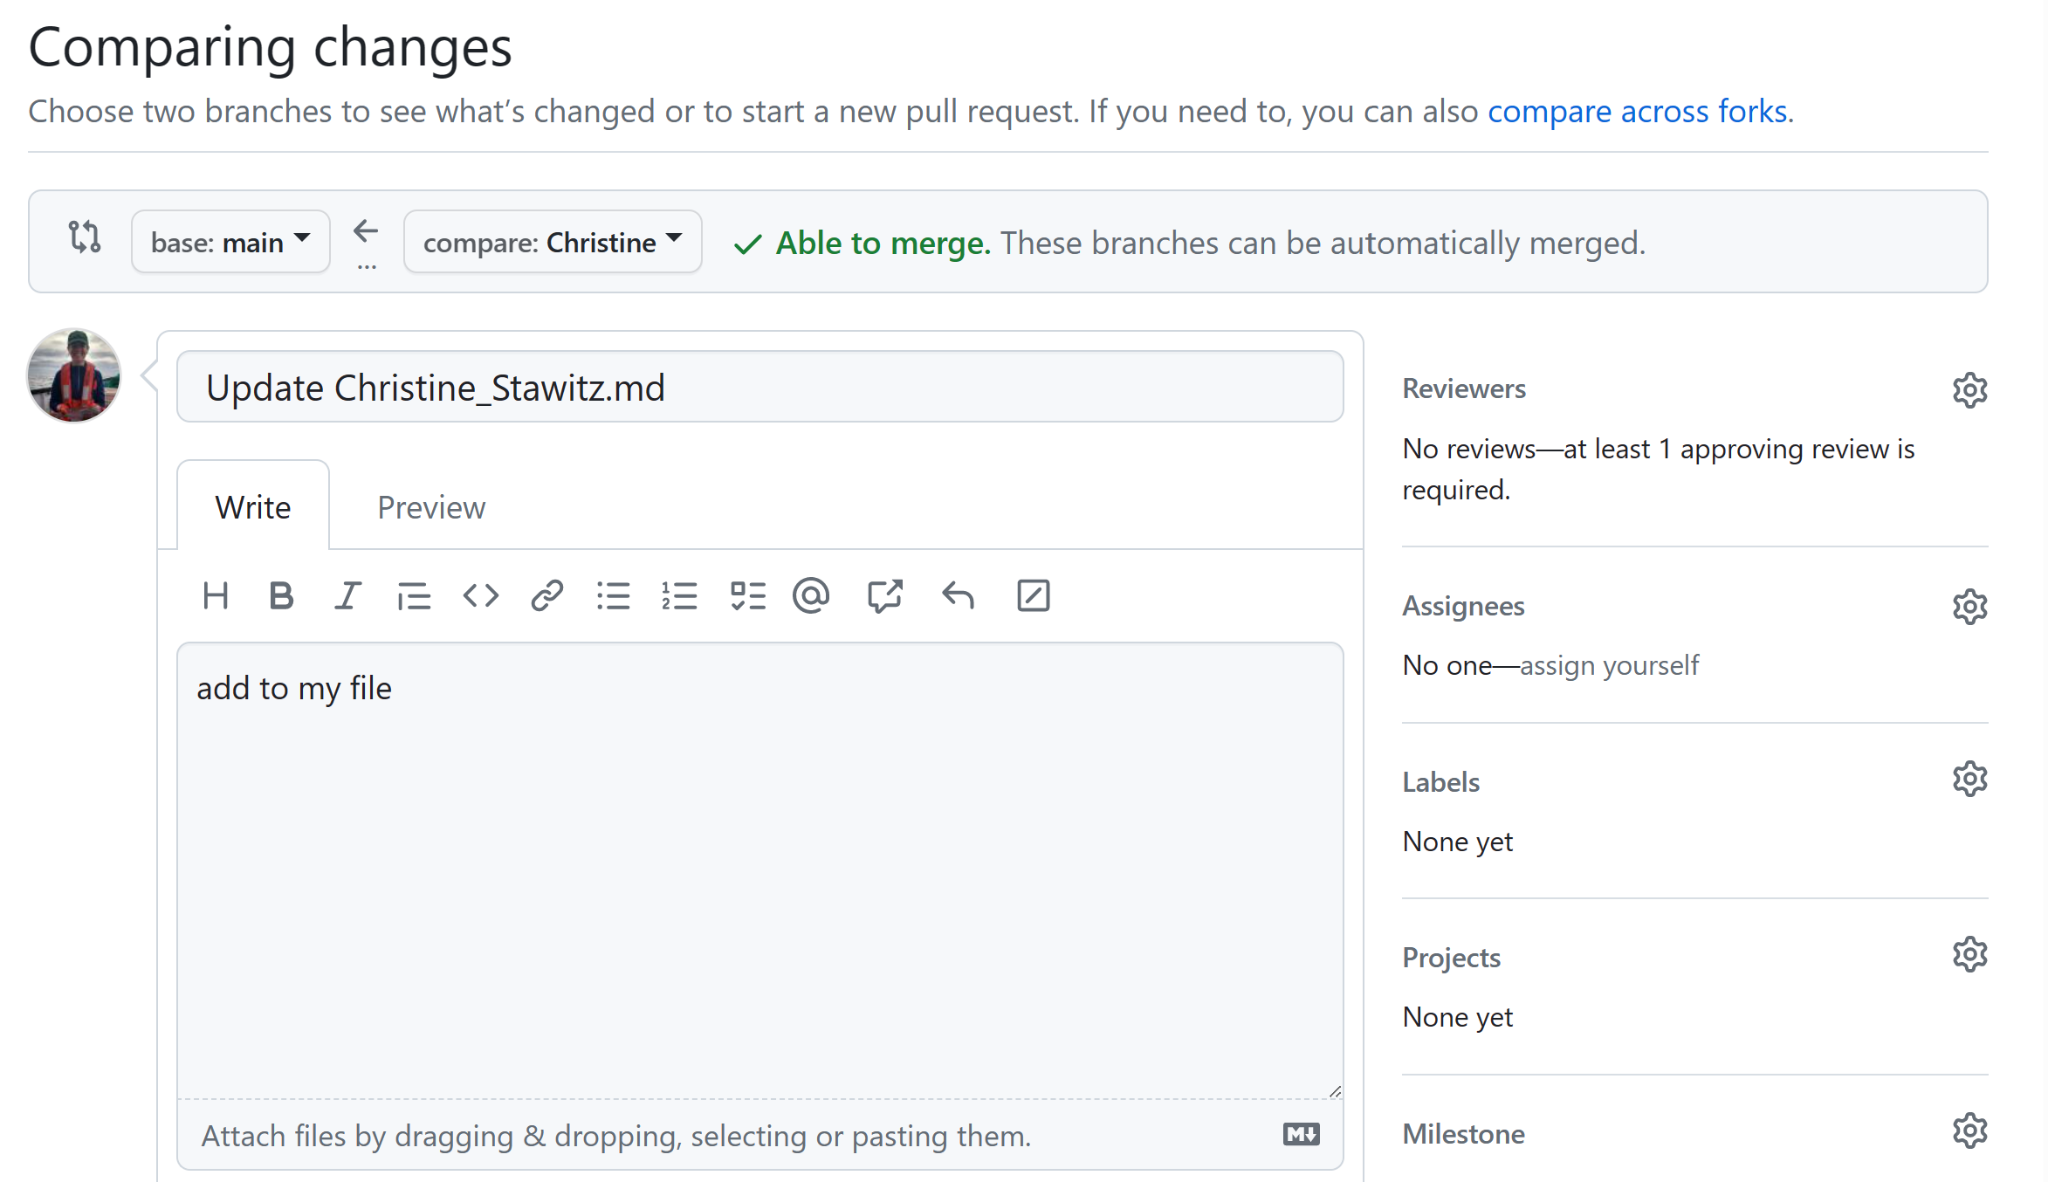 Comparing changes
Choose two branches to see what’s changed or to start a new pull request. If you need to, you can also compare across forks.
base: main
...
compare: Christine
Able to merge. These branches can be automatically merged.
Update Christine_Stawitz.md
Write
Preview
add to my file
Attach files by dragging & dropping, selecting or pasting them.
Reviewers
No reviews—at least 1 approving review is
required.
Assignees
No one—assign yourself
Labels
None yet
Projects
None yet
Milestone